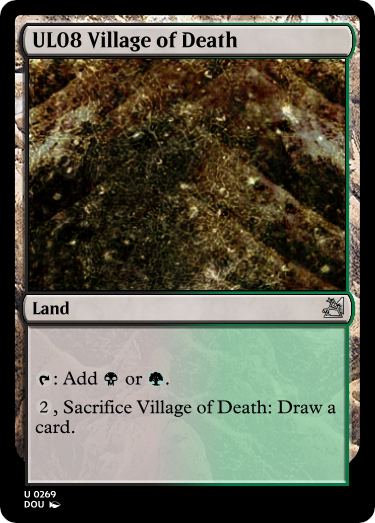 UL08 Village of Death
Land
: Add or .
2 , Sacrifice Village of Death: Draw a
card.
U 0269
DOU